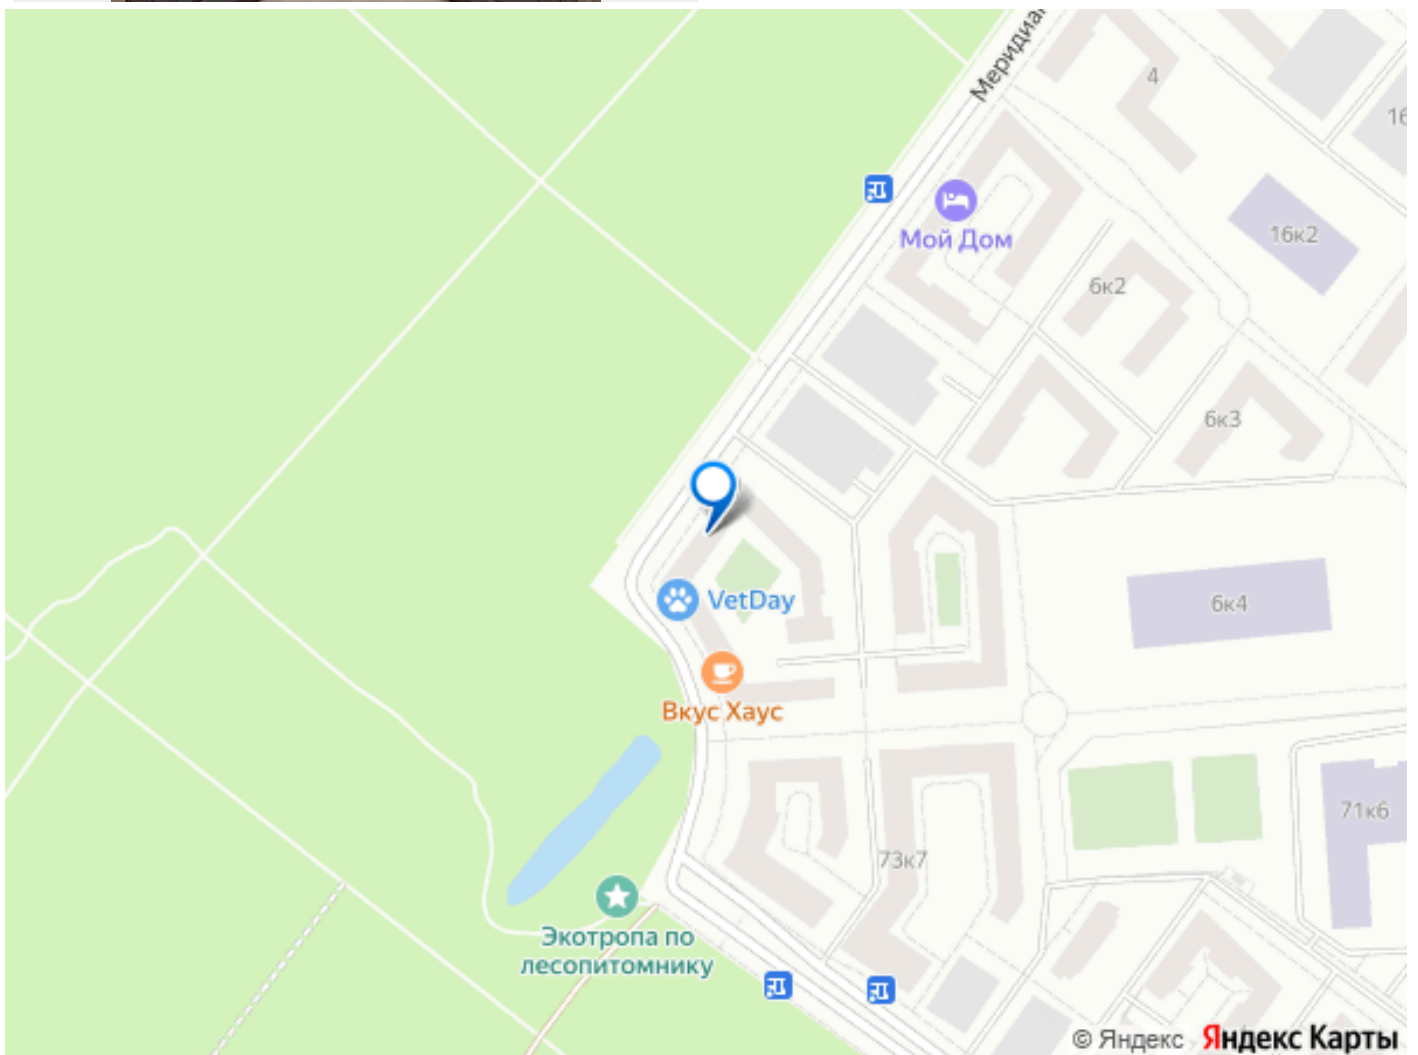 Меридиа
4
16
Мой Дом
16к2
6к2
6к3
VetDay
6к4
Вкус Хаус
71к6
73к7
Экотропа по
лесопитомнику
© Яндекс Яндекс Карты